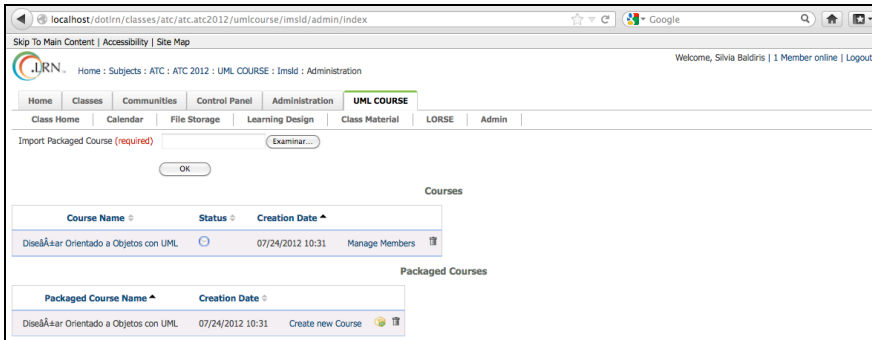 localhost/dotlrn/classes/atc/atc.atc2012/umlcourse/imsld/admin/index
Google
Skip To Main Content | Accessibility | Site Map
Welcome, Silvia Baldiris | 1 Member online | Logout
.LRN
Home : Subjects : ATC : ATC 2012 : UML COURSE : Imsld : Administration
Home Classes Communities Control Panel Administration UML COURSE
Class Home Calendar File Storage Learning Design Class Material LORSE Admin
Import Packaged Course (required) Examinar...
OK
Courses
Course Name Status Creation Date
DiseâÂ±ar Orientado a Objetos con UML 07/24/2012 10:31 Manage Members
Packaged Courses
Packaged Course Name Creation Date
DiseâÂ±ar Orientado a Objetos con UML 07/24/2012 10:31 Create new Course